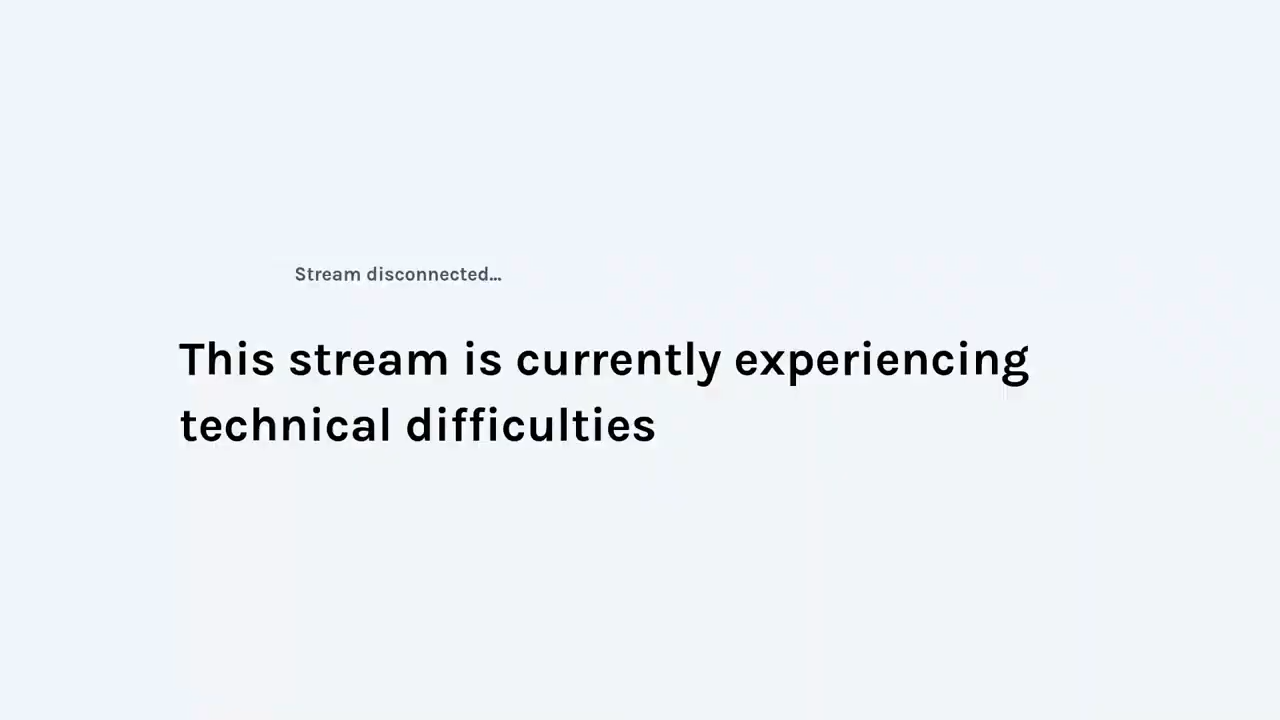 Stream disconnected...
This stream is currently experiencing
technical difficulties